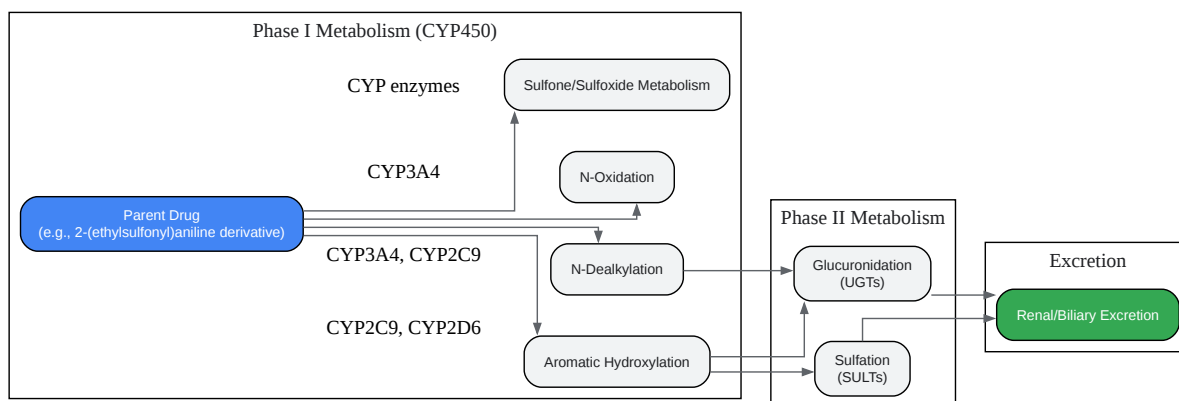 Phase I Metabolism (CYP450)
CYP enzymes
Sulfone/Sulfoxide Metabolism
CYP3A4
N-Oxidation
Parent Drug
(e.g., 2-(ethylsulfonyl)aniline derivative)
CYP3A4, CYP2C9
N-Dealkylation
CYP2C9, CYP2D6
Aromatic Hydroxylation
Phase II Metabolism
Glucuronidation
(UGTs)
Sulfation
(SULTs)
Excretion
Renal/Biliary Excretion